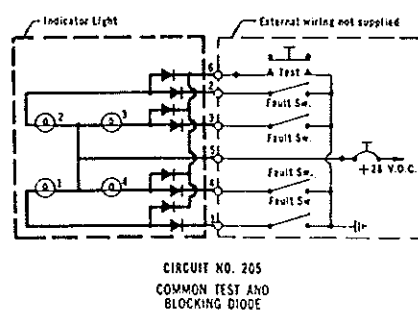 Indicator Light
External wiring not supplied
6
A Test A
2
Fault Sw.
2
3
3
Fault Sw.
5
+28 V.D.C.
Fault Sw.
1
4
4
Fault Sw
1
CIRCUIT NO. 205
COMMON TEST AND
BLOCKING DIODE